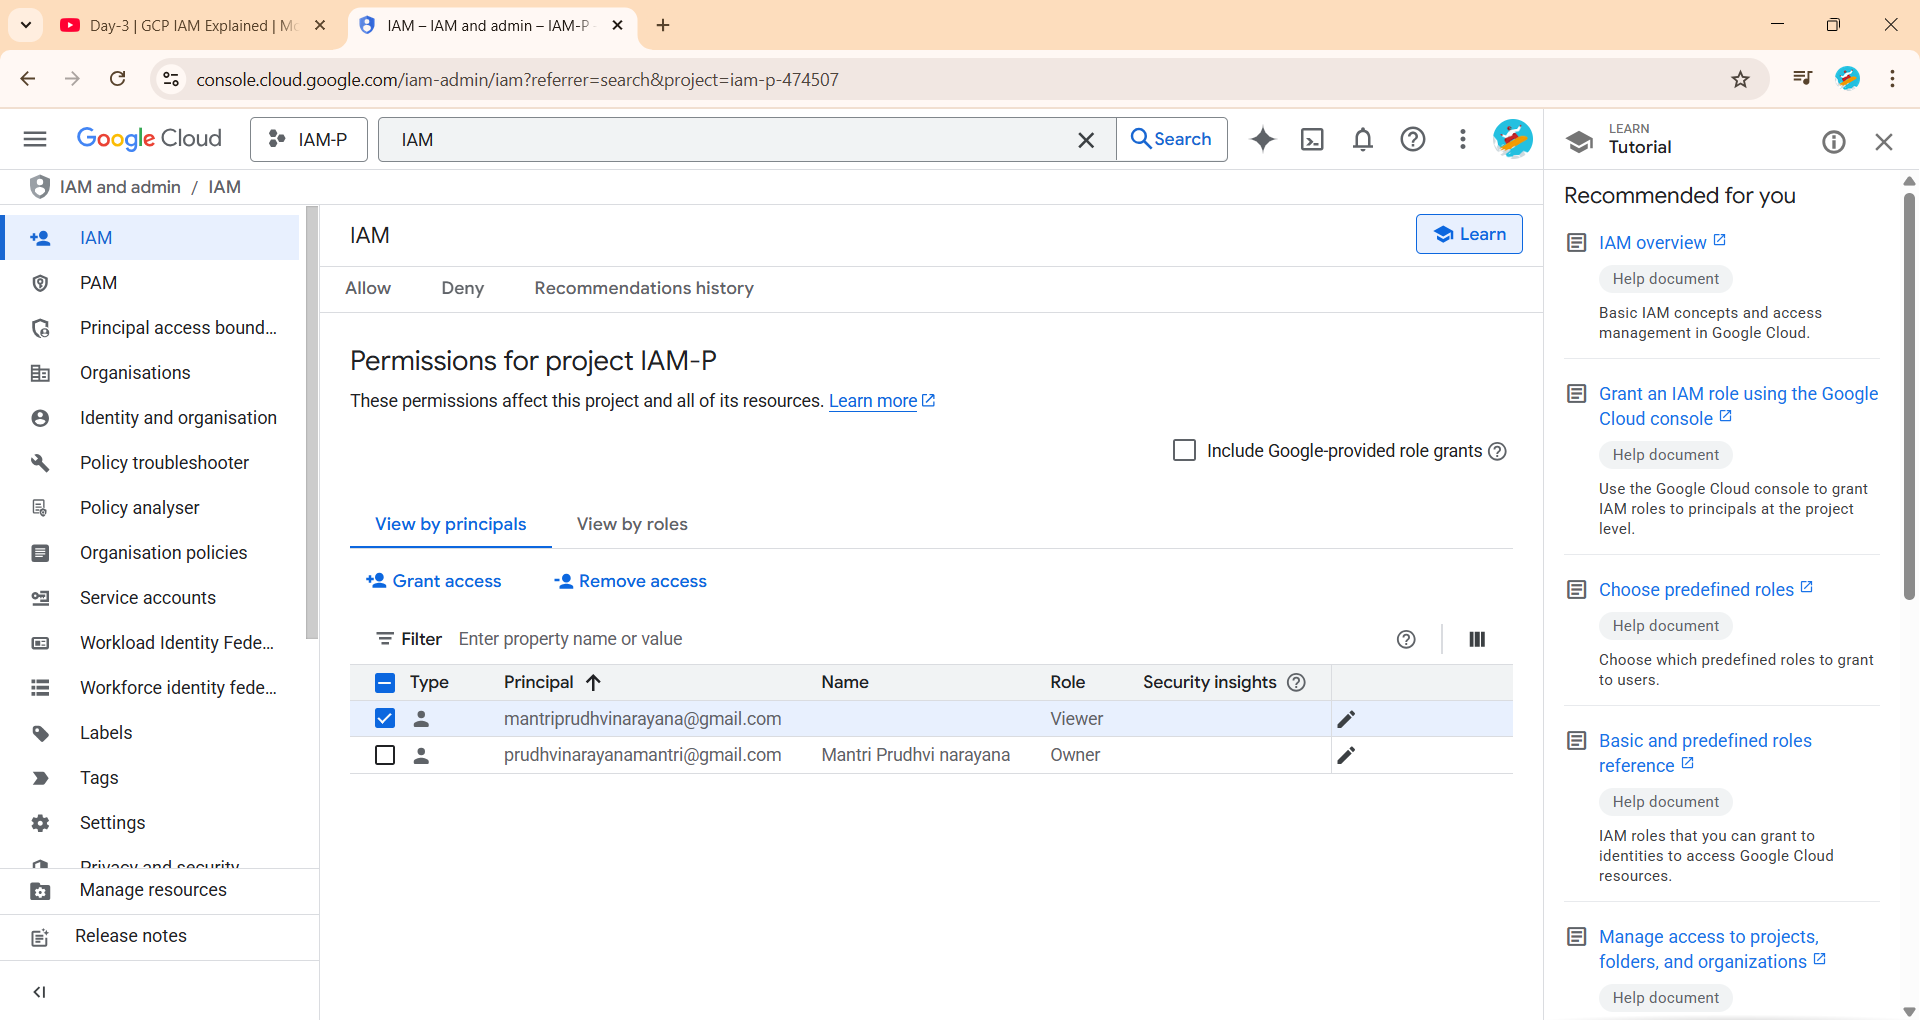 Day-3 | GCP IAM Explained | Mo
IAM – IAM and admin – IAM-P
console.cloud.google.com/iam-admin/iam?referrer=search&project=iam-p-474507
Google Cloud
IAM-P
IAM
Search
LEARN
Tutorial
IAM and admin / IAM
IAM
PAM
Principal access bound...
Organisations
Identity and organisation
Policy troubleshooter
Policy analyser
Organisation policies
Service accounts
Workload Identity Fede...
Workforce identity fede...
Labels
Tags
Settings
Privacy and security
Manage resources
Release notes
IAM
Learn
Allow
Deny
Recommendations history
Permissions for project IAM-P
These permissions affect this project and all of its resources. Learn more
Include Google-provided role grants
View by principals
View by roles
Grant access
Remove access
Filter Enter property name or value
Type Principal Name Role Security insights
mantriprudhvinarayana@gmail.com Viewer
prudhvinarayanamantri@gmail.com Mantri Prudhvi narayana Owner
Recommended for you
IAM overview
Help document
Basic IAM concepts and access
management in Google Cloud.
Grant an IAM role using the Google
Cloud console
Help document
Use the Google Cloud console to grant
IAM roles to principals at the project
level.
Choose predefined roles
Help document
Choose which predefined roles to grant
to users.
Basic and predefined roles
reference
Help document
IAM roles that you can grant to
identities to access Google Cloud
resources.
Manage access to projects,
folders, and organizations
Help document